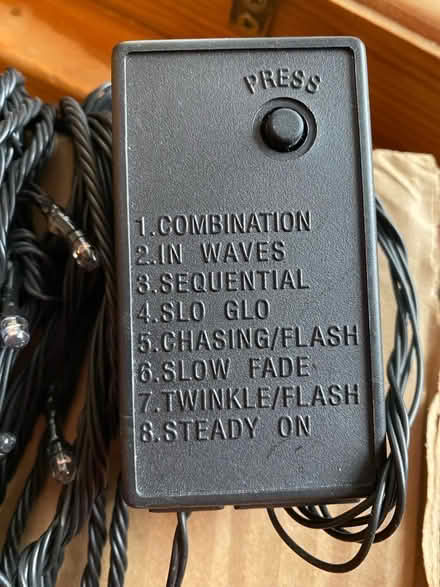 PRESS
1.COMBINATION
2.IN WAVES
3.SEQUENTIAL
4.SLO GLO
5.CHASING/FLASH
6.SLOW FADE
7.TWINKLE/FLASH
8.STEADY ON